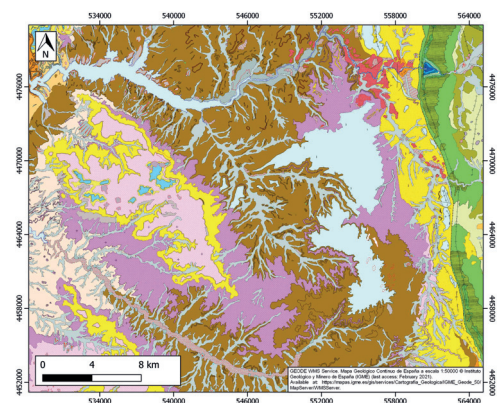 534000 540000 546000 552000 558000 564000
N
4476000 4476000
4470000 4470000
4464000 4464000
4458000 4458000
0 4 8 km
GEODE WMS Service, Mapa Geológico Continuo de España a escala 1:50000 © Instituto
Geológico y Minero de España (IGME) (last access: February 2021).
Available at: https://mapas.igme.es/gis/services/Cartografia_Geologica/IGME_Geode_50/
MapServer/WMSServer.
4452000 4452000
534000 540000 546000 552000 558000 564000